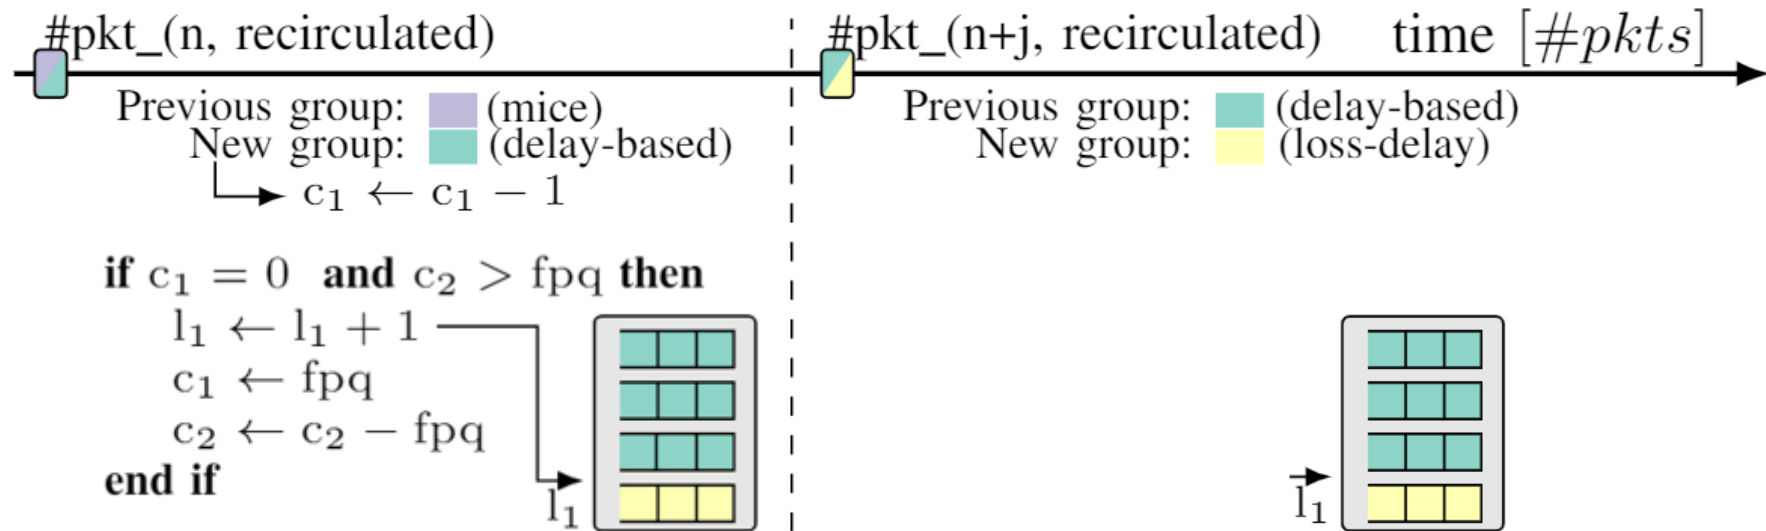 #pkt_(n, recirculated)
#pkt_(n+j, recirculated)
time [#pkts]
Previous group: (mice)
New group: (delay-based)
c₁ ← c₁ − 1
if c₁ = 0 and c₂ > fpq then
l₁ ← l₁ + 1
c₁ ← fpq
c₂ ← c₂ − fpq
end if
l₁
Previous group: (delay-based)
New group: (loss-delay)
l₁